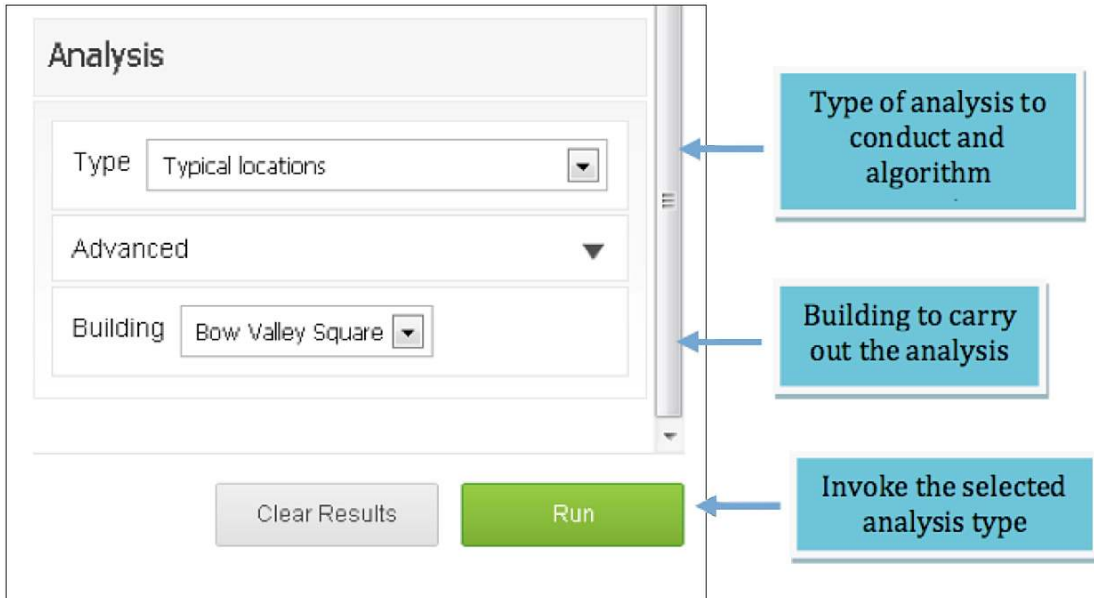 Analysis
Type of analysis to
conduct and
algorithm
Type Typical locations
Advanced
Building Bow Valley Square
Building to carry
out the analysis
Clear Results
Run
Invoke the selected
analysis type